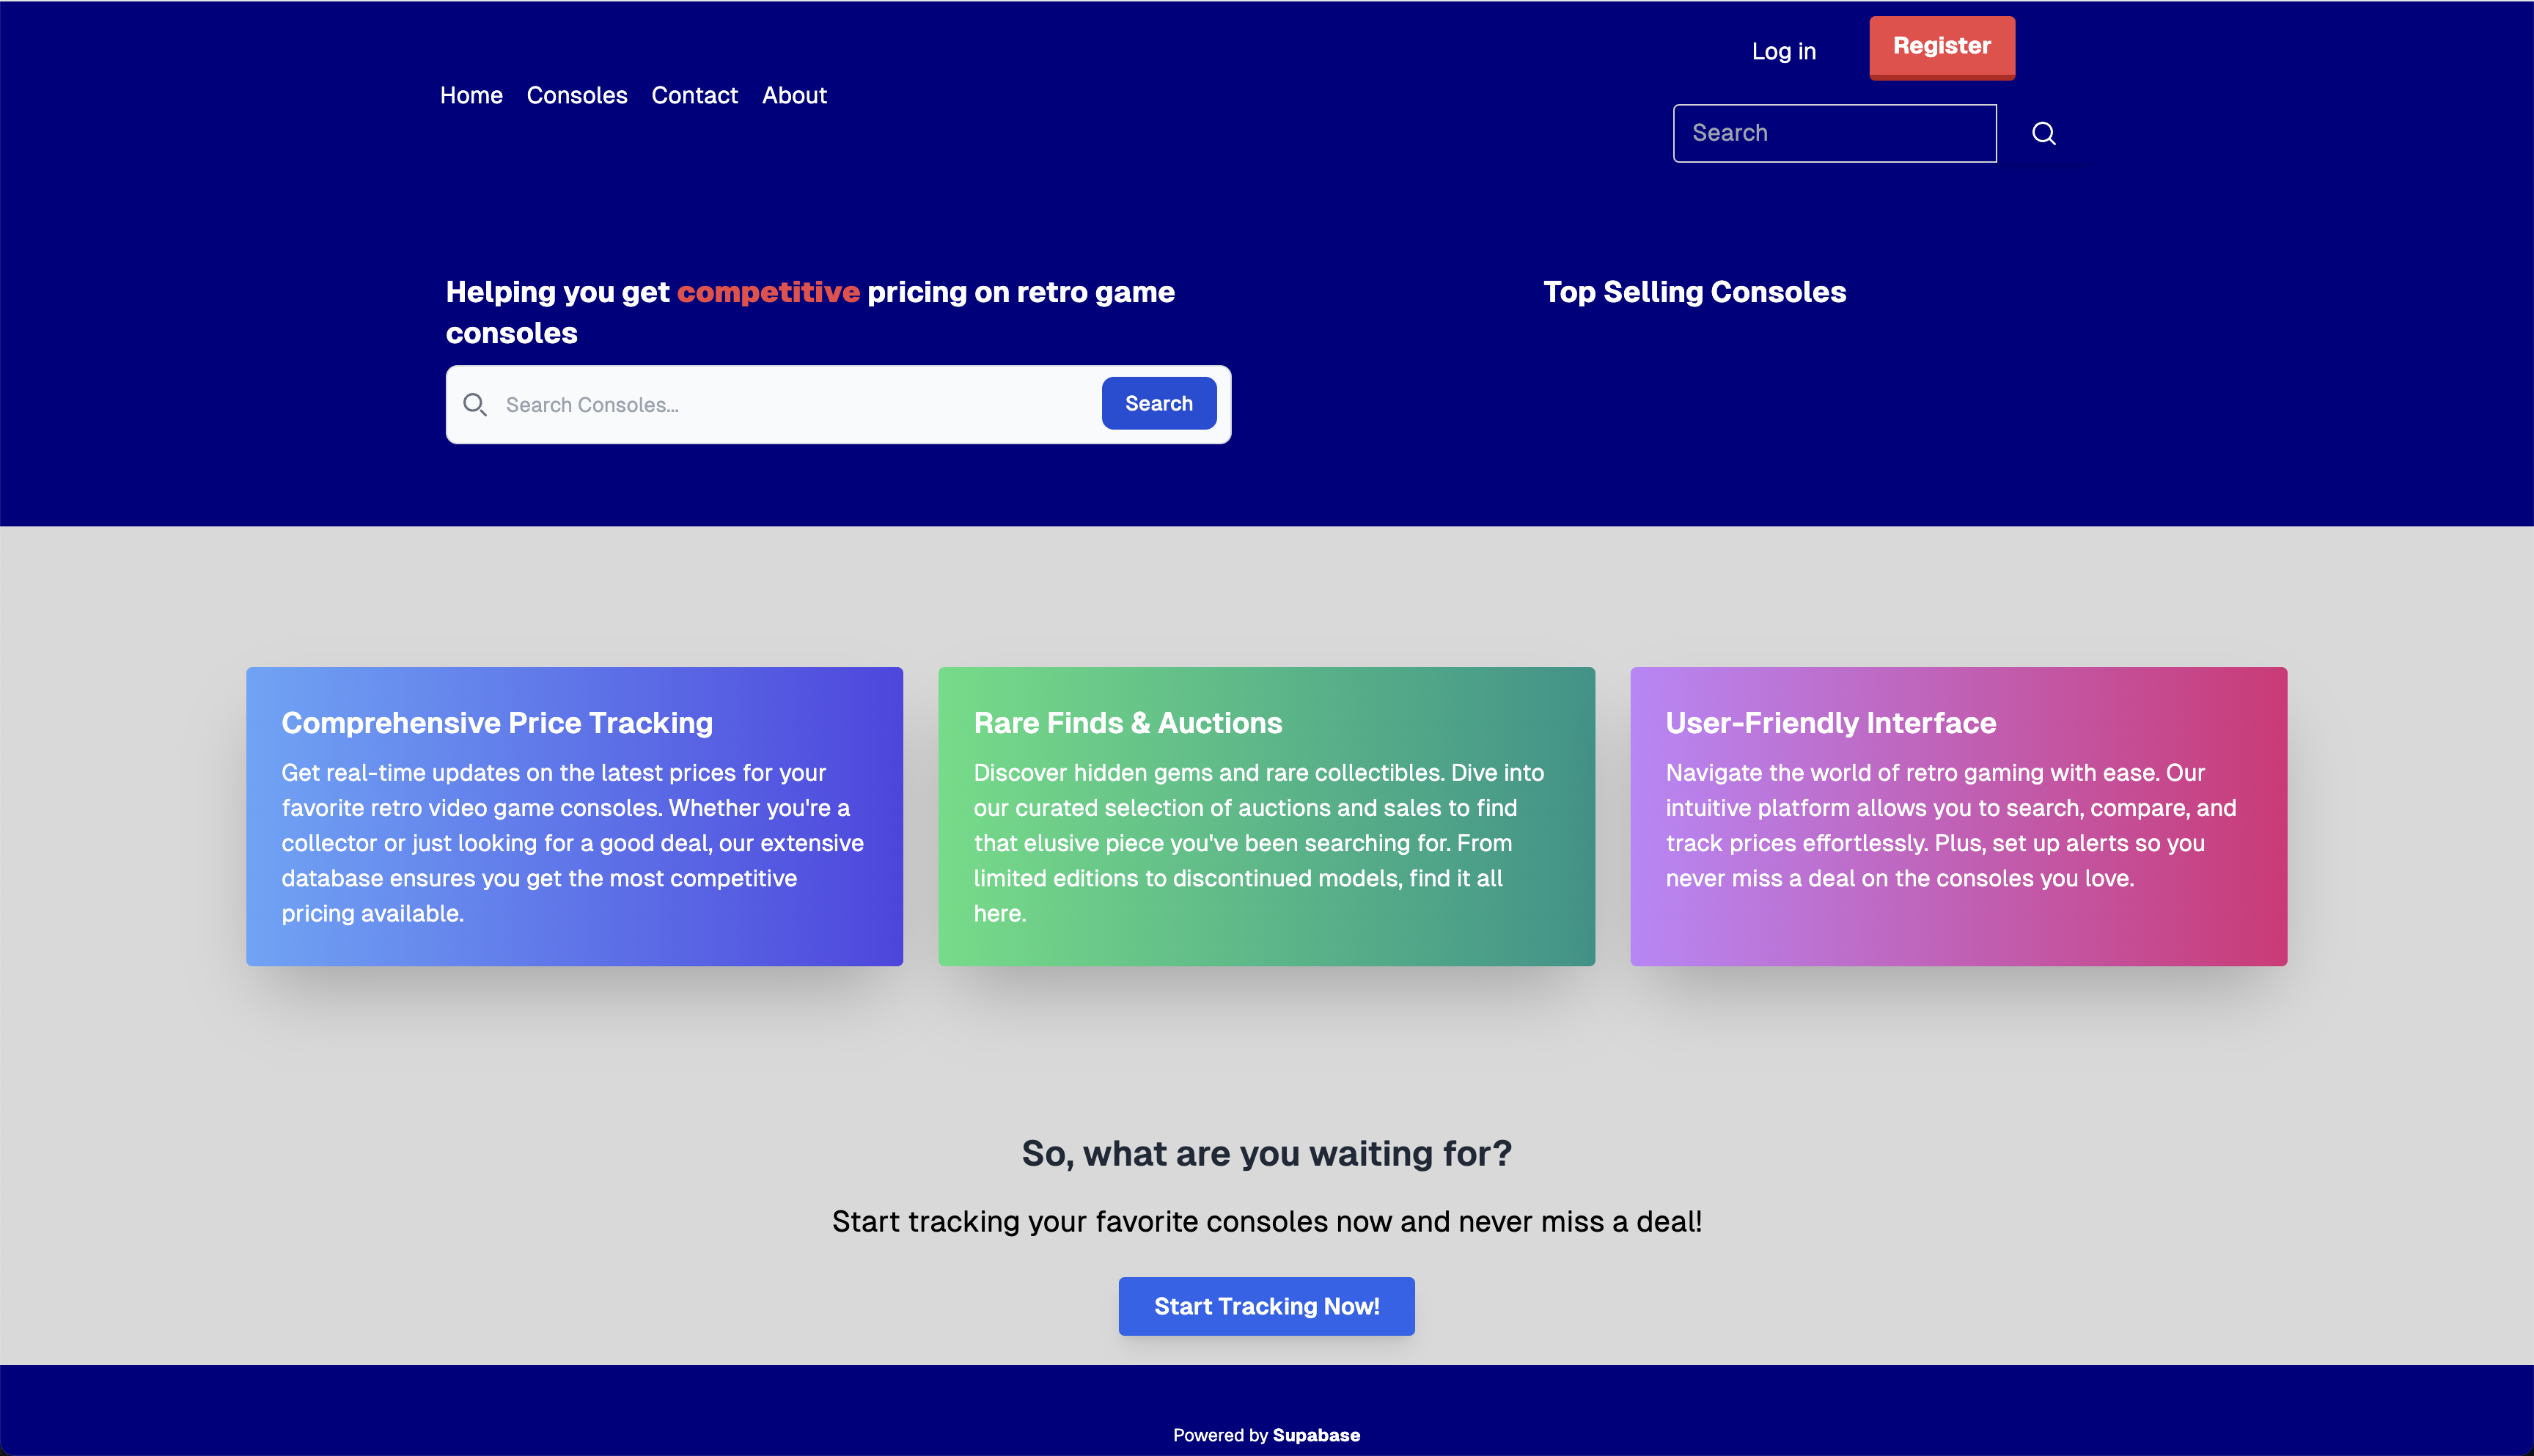 Log in
Register
Home Consoles Contact About
Search
Helping you get competitive pricing on retro game
consoles
Search Consoles...
Search
Top Selling Consoles
Comprehensive Price Tracking
Get real-time updates on the latest prices for your
favorite retro video game consoles. Whether you're a
collector or just looking for a good deal, our extensive
database ensures you get the most competitive
pricing available.
Rare Finds & Auctions
Discover hidden gems and rare collectibles. Dive into
our curated selection of auctions and sales to find
that elusive piece you've been searching for. From
limited editions to discontinued models, find it all
here.
User-Friendly Interface
Navigate the world of retro gaming with ease. Our
intuitive platform allows you to search, compare, and
track prices effortlessly. Plus, set up alerts so you
never miss a deal on the consoles you love.
So, what are you waiting for?
Start tracking your favorite consoles now and never miss a deal!
Start Tracking Now!
Powered by Supabase